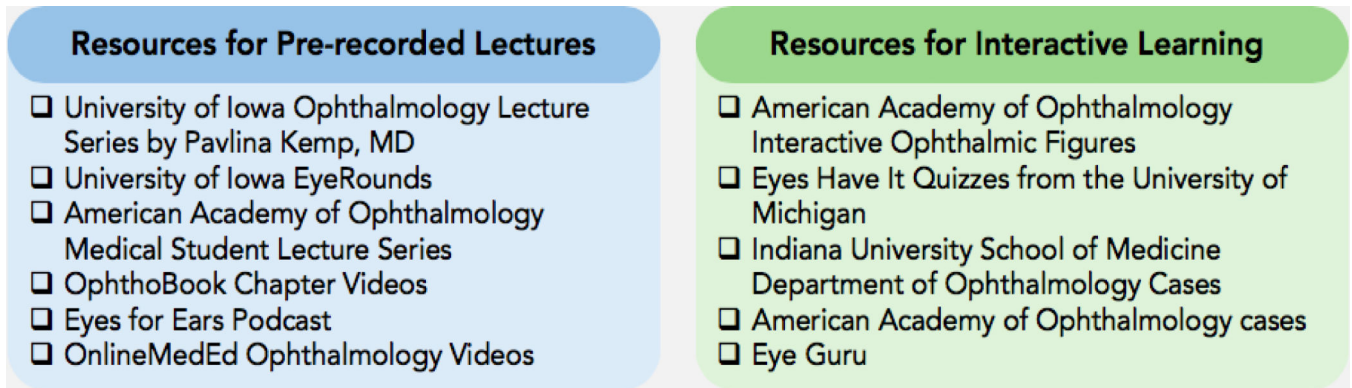 Resources for Pre-recorded Lectures
❑ University of Iowa Ophthalmology Lecture
Series by Pavlina Kemp, MD
❑ University of Iowa EyeRounds
❑ American Academy of Ophthalmology
Medical Student Lecture Series
❑ OphthoBook Chapter Videos
❑ Eyes for Ears Podcast
❑ OnlineMedEd Ophthalmology Videos
Resources for Interactive Learning
❑ American Academy of Ophthalmology
Interactive Ophthalmic Figures
❑ Eyes Have It Quizzes from the University of
Michigan
❑ Indiana University School of Medicine
Department of Ophthalmology Cases
❑ American Academy of Ophthalmology cases
❑ Eye Guru